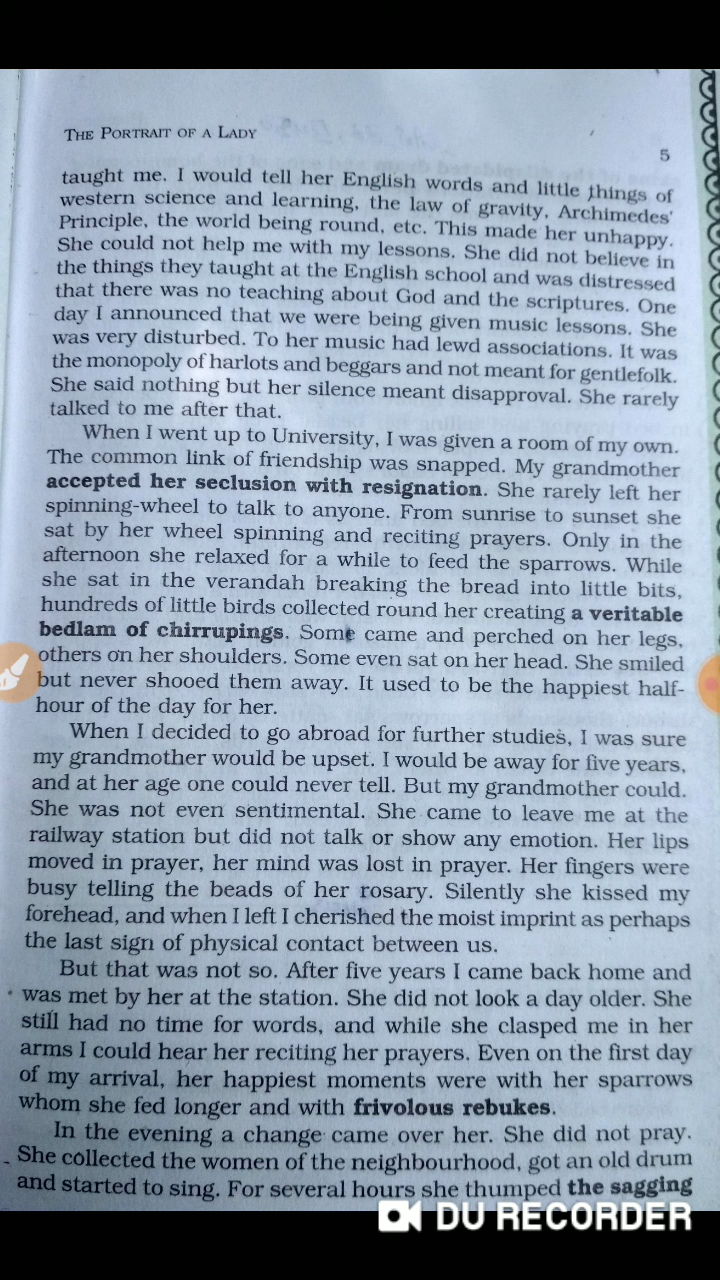 THE PORTRAIT OF A LADY
5
taught me. I would tell her English words and little things of
western science and learning, the law of gravity, Archimedes'
Principle, the world being round, etc. This made her unhappy.
She could not help me with my lessons. She did not believe in
the things they taught at the English school and was distressed
that there was no teaching about God and the scriptures. One
day I announced that we were being given music lessons. She
was very disturbed. To her music had lewd associations. It was
the monopoly of harlots and beggars and not meant for gentlefolk.
She said nothing but her silence meant disapproval. She rarely
talked to me after that.
When I went up to University, I was given a room of my own.
The common link of friendship was snapped. My grandmother
accepted her seclusion with resignation. She rarely left her
spinning-wheel to talk to anyone. From sunrise to sunset she
sat by her wheel spinning and reciting prayers. Only in the
afternoon she relaxed for a while to feed the sparrows. While
she sat in the verandah breaking the bread into little bits,
hundreds of little birds collected round her creating a veritable
bedlam of chirrupings. Some came and perched on her legs,
others on her shoulders. Some even sat on her head. She smiled
but never shooed them away. It used to be the happiest half-
hour of the day for her.
When I decided to go abroad for further studies, I was sure
my grandmother would be upset. I would be away for five years,
and at her age one could never tell. But my grandmother could.
She was not even sentimental. She came to leave me at the
railway station but did not talk or show any emotion. Her lips
moved in prayer, her mind was lost in prayer. Her fingers were
busy telling the beads of her rosary. Silently she kissed my
forehead, and when I left I cherished the moist imprint as perhaps
the last sign of physical contact between us.
But that was not so. After five years I came back home and
was met by her at the station. She did not look a day older. She
still had no time for words, and while she clasped me in her
arms I could hear her reciting her prayers. Even on the first day
of my arrival, her happiest moments were with her sparrows
whom she fed longer and with frivolous rebukes.
In the evening a change came over her. She did not pray.
She collected the women of the neighbourhood, got an old drum
and started to sing. For several hours she thumped the sagging
DU RECORDER